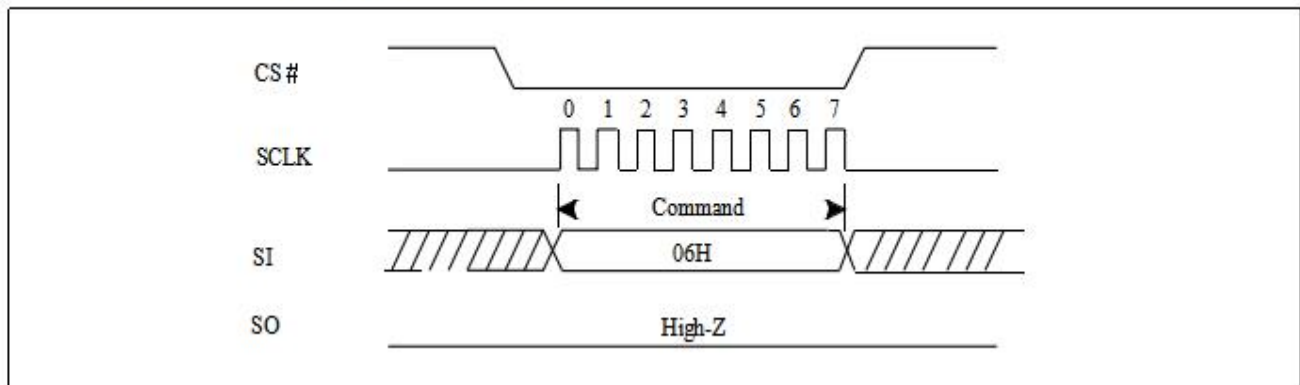 CS#
0 1 2 3 4 5 6 7
SCLK
Command
SI
06H
SO
High-Z